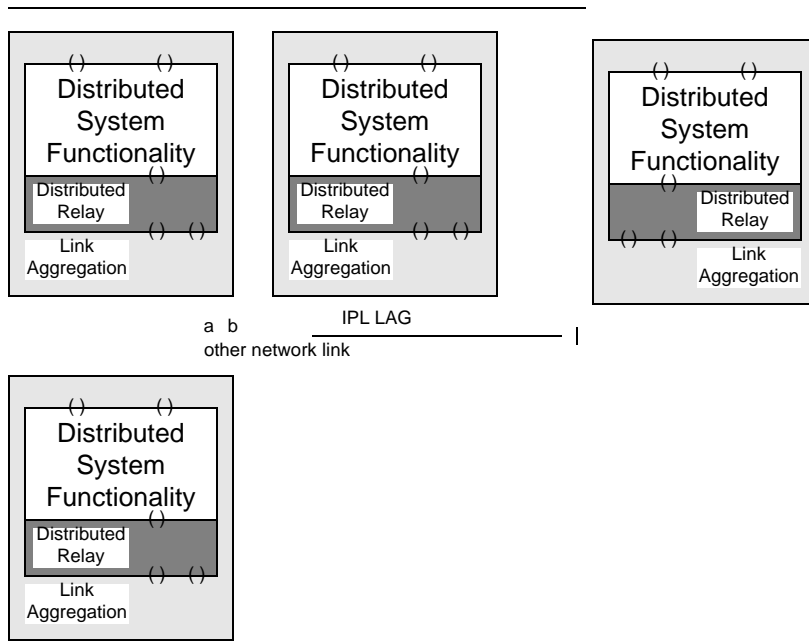 ( ) ( )
Distributed
System
Functionality
( )
Distributed
Relay
( ) ( )
Link
Aggregation
( ) ( )
Distributed
System
Functionality
( )
Distributed
Relay
( ) ( )
Link
Aggregation
( ) ( )
Distributed
System
Functionality
( )
Distributed
Relay
( ) ( )
Link
Aggregation
a b
IPL LAG
other network link
( ) ( )
Distributed
System
Functionality
( )
Distributed
Relay
( ) ( )
Link
Aggregation